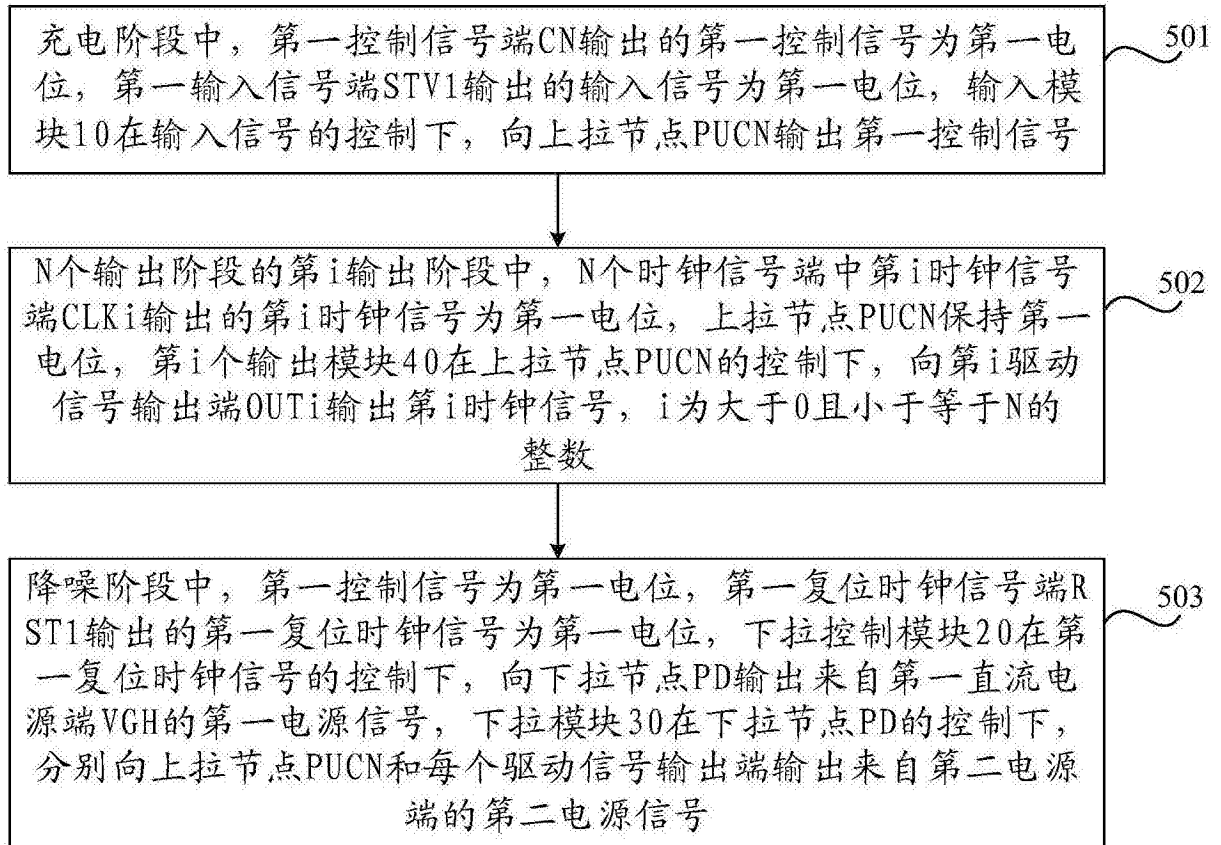 充电阶段中，第一控制信号端CN输出的第一控制信号为第一电
位，第一输入信号端STV1输出的输入信号为第一电位，输入模
块10在输入信号的控制下，向上拉节点PUCN输出第一控制信号
501
N个输出阶段的第i输出阶段中，N个时钟信号端中第i时钟信号
端CLKi输出的第i时钟信号为第一电位，上拉节点PUCN保持第一
电位，第i个输出模块40在上拉节点PUCN的控制下，向第i驱动
信号输出端OUTi输出第i时钟信号，i为大于0且小于等于N的
整数
502
降噪阶段中，第一控制信号为第一电位，第一复位时钟信号端R
ST1输出的第一复位时钟信号为第一电位，下拉控制模块20在第
一复位时钟信号的控制下，向下拉节点PD输出来自第一直流电
源端VGH的第一电源信号，下拉模块30在下拉节点PD的控制下，
分别向上拉节点PUCN和每个驱动信号输出端输出来自第二电源
端的第二电源信号
503